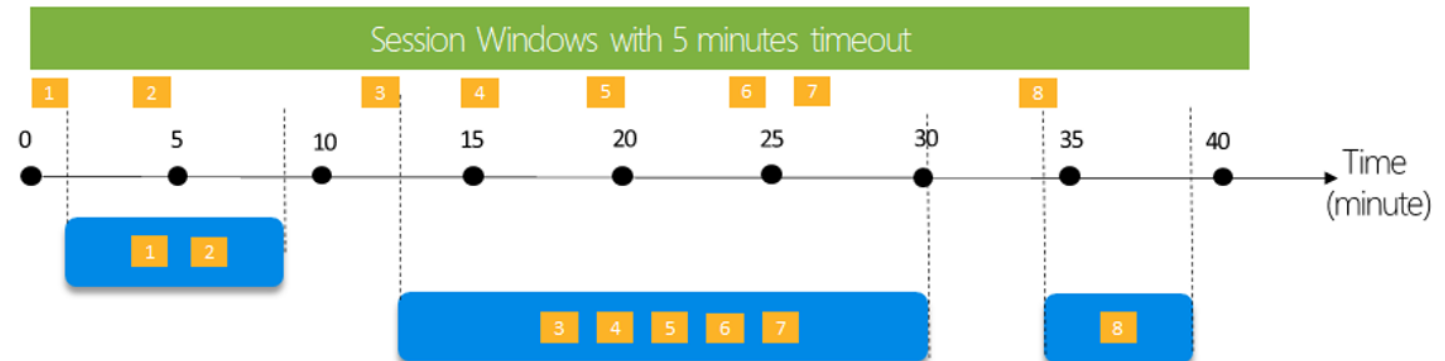 Session Windows with 5 minutes timeout
1 2 3 4 5 6 7 8
0 5 10 15 20 25 30 35 40
Time
(minute)
1 2
3 4 5 6 7 8